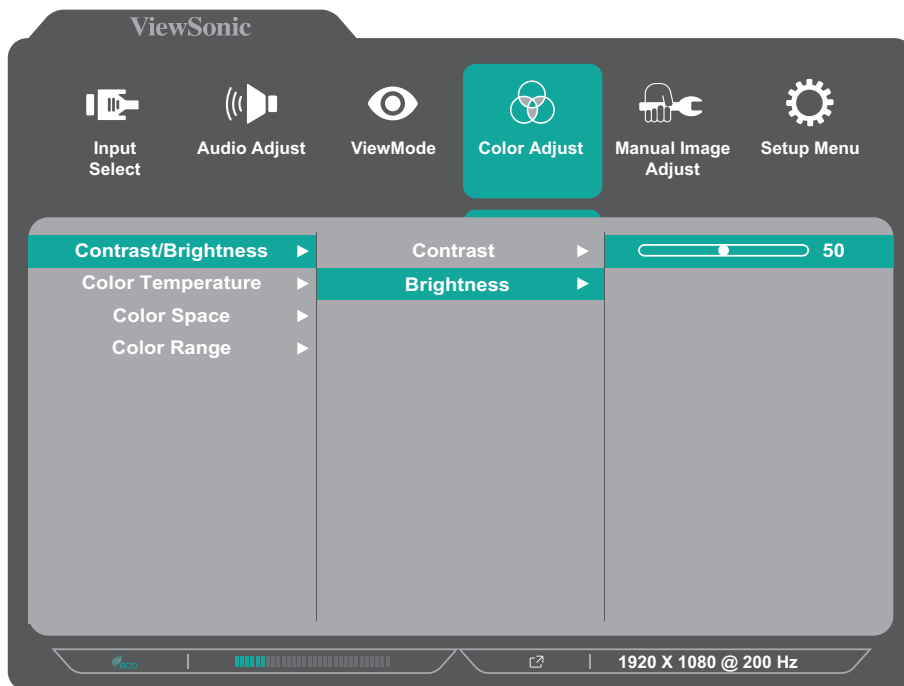 ViewSonic
Input Select
Audio Adjust
ViewMode
Color Adjust
Manual Image Adjust
Setup Menu
Contrast/Brightness
Contrast
50
Color Temperature
Brightness
Color Space
Color Range
eco
1920 X 1080 @ 200 Hz